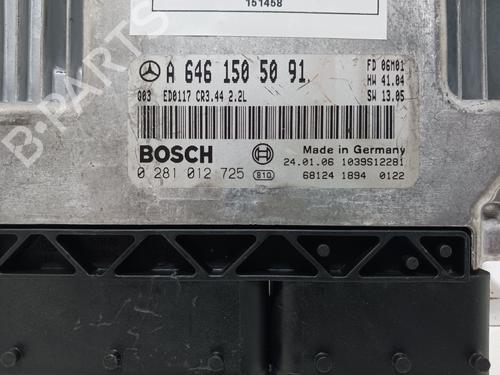 151458
A 646 150 50 91
FD 06M01
HW 41.04
SW 13.05
003 ED0117 CR3.44 2.2L
BOSCH
Made in Germany
24.01.06 1039S12281
0 281 012 725
B10
68124 1894 0122
B-Parts